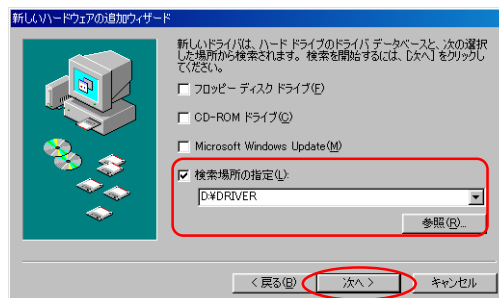 新しいハードウェアの追加ウィザード
新しいドライバは、ハード ドライブのドライバ データベースと、次の選択
した場所から検索されます。検索を開始するには、[次へ] をクリックし
てください。
フロッピー ディスク ドライブ(F)
CD-ROM ドライブ(C)
Microsoft Windows Update(M)
検索場所の指定(L):
D:¥DRIVER
参照(R)...
< 戻る(B)
次へ >
キャンセル